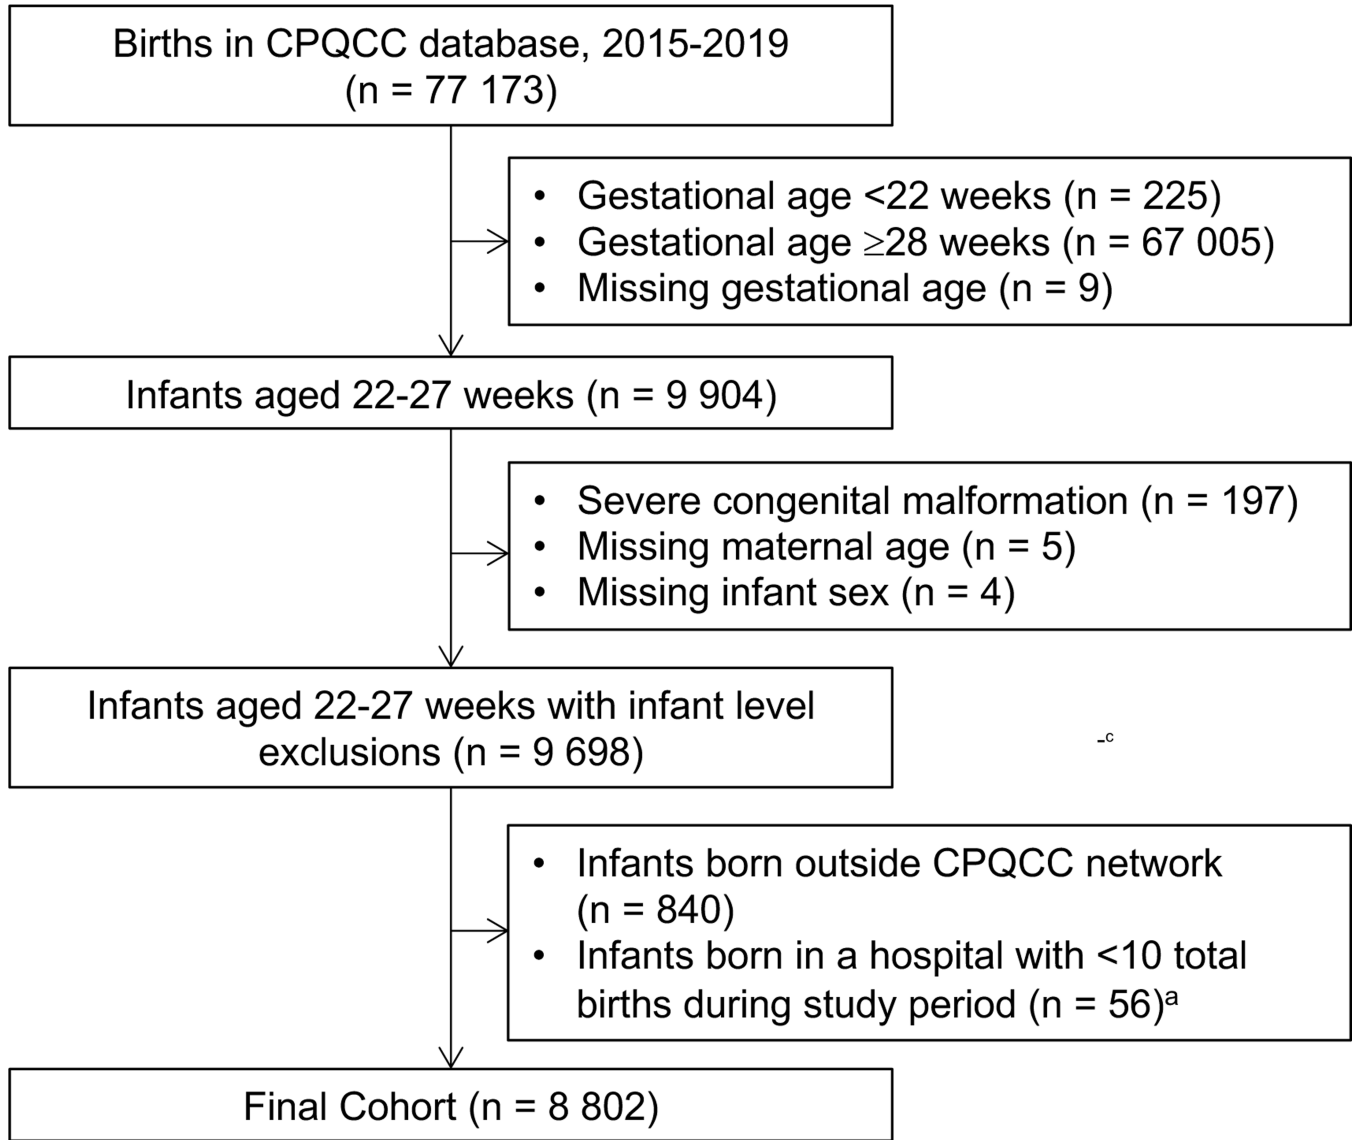 Births in CPQCC database, 2015-2019
(n = 77 173)
• Gestational age <22 weeks (n = 225)
• Gestational age ≥28 weeks (n = 67 005)
• Missing gestational age (n = 9)
Infants aged 22-27 weeks (n = 9 904)
• Severe congenital malformation (n = 197)
• Missing maternal age (n = 5)
• Missing infant sex (n = 4)
Infants aged 22-27 weeks with infant level
exclusions (n = 9 698)
-c
• Infants born outside CPQCC network
(n = 840)
• Infants born in a hospital with <10 total
births during study period (n = 56)a
Final Cohort (n = 8 802)